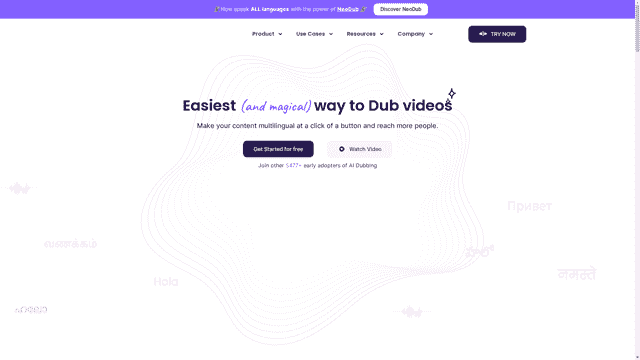 Now speak ALL languages with the power of NeoDub
Discover NeoDub
Product
Use Cases
Resources
Company
TRY NOW
Easiest (and magical) way to Dub videos
Make your content multilingual at a click of a button and reach more people.
Get Started for free
Watch Video
Join other 5477+ early adopters of AI Dubbing
Привет
வணக்கம்
नमस्ते
Hola